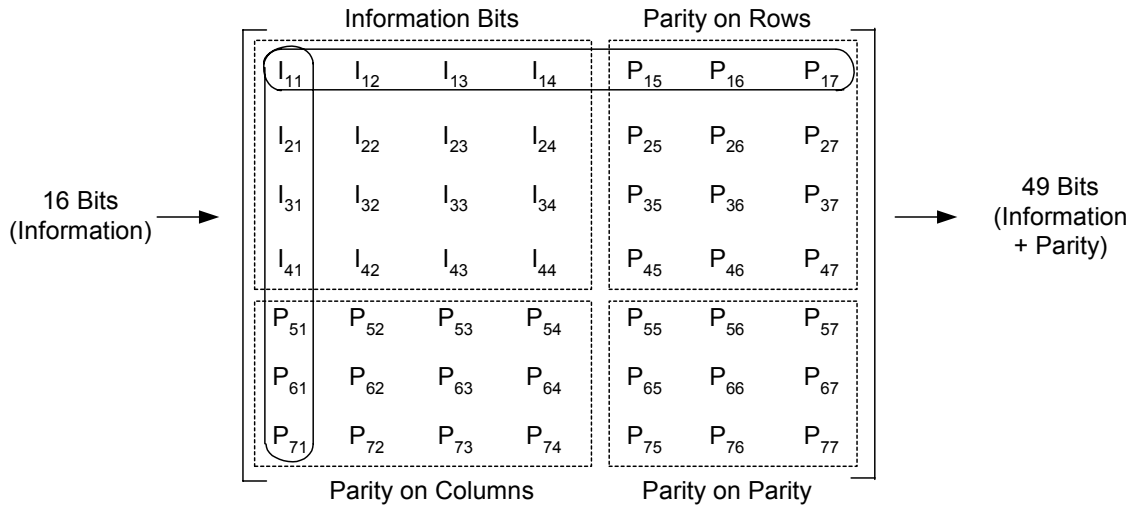 Information Bits Parity on Rows
I₁₁ I₁₂ I₁₃ I₁₄ P₁₅ P₁₆ P₁₇
I₂₁ I₂₂ I₂₃ I₂₄ P₂₅ P₂₆ P₂₇
16 Bits
(Information)
I₃₁ I₃₂ I₃₃ I₃₄ P₃₅ P₃₆ P₃₇
49 Bits
(Information
+ Parity)
I₄₁ I₄₂ I₄₃ I₄₄ P₄₅ P₄₆ P₄₇
P₅₁ P₅₂ P₅₃ P₅₄ P₅₅ P₅₆ P₅₇
P₆₁ P₆₂ P₆₃ P₆₄ P₆₅ P₆₆ P₆₇
P₇₁ P₇₂ P₇₃ P₇₄ P₇₅ P₇₆ P₇₇
Parity on Columns Parity on Parity